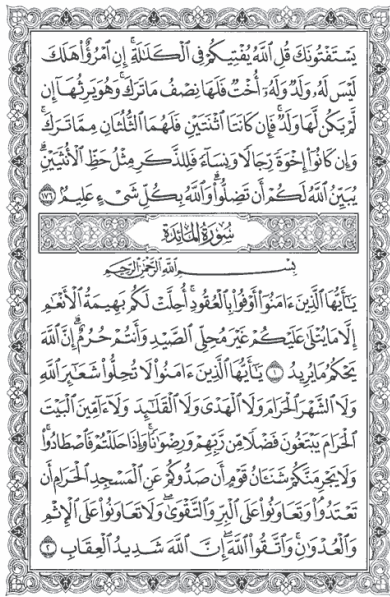 يَسْتَفْتُونَكَ قُلِ ٱللَّهُ يُفْتِيكُمْ فِى ٱلْكَلَٰلَةِ ۚ إِنِ ٱمْرُؤٌا۟ هَلَكَ
لَيْسَ لَهُۥ وَلَدٌ وَلَهُۥٓ أُخْتٌ فَلَهَا نِصْفُ مَا تَرَكَ ۚ وَهُوَ يَرِثُهَآ إِن
لَّمْ يَكُن لَّهَا وَلَدٌ ۚ فَإِن كَانَتَا ٱثْنَتَيْنِ فَلَهُمَا ٱلثُّلُثَانِ مِمَّا تَرَكَ ۚ
وَإِن كَانُوٓا۟ إِخْوَةً رِّجَالًا وَنِسَآءً فَلِلذَّكَرِ مِثْلُ حَظِّ ٱلْأُنثَيَيْنِ ۗ
يُبَيِّنُ ٱللَّهُ لَكُمْ أَن تَضِلُّوا۟ ۗ وَٱللَّهُ بِكُلِّ شَىْءٍ عَلِيمٌۢ ١٧٦
سُورَةُ المَائِدَةِ
بِسْمِ ٱللَّهِ ٱلرَّحْمَٰنِ ٱلرَّحِيمِ
يَٰٓأَيُّهَا ٱلَّذِينَ ءَامَنُوٓا۟ أَوْفُوا۟ بِٱلْعُقُودِ ۚ أُحِلَّتْ لَكُم بَهِيمَةُ ٱلْأَنْعَٰمِ
إِلَّا مَا يُتْلَىٰ عَلَيْكُمْ غَيْرَ مُحِلِّى ٱلصَّيْدِ وَأَنتُمْ حُرُمٌ ۗ إِنَّ ٱللَّهَ
يَحْكُمُ مَا يُرِيدُ ١ يَٰٓأَيُّهَا ٱلَّذِينَ ءَامَنُوا۟ لَا تُحِلُّوا۟ شَعَٰٓئِرَ ٱللَّهِ
وَلَا ٱلشَّهْرَ ٱلْحَرَامَ وَلَا ٱلْهَدْىَ وَلَا ٱلْقَلَٰٓئِدَ وَلَآ ءَآمِّينَ ٱلْبَيْتَ
ٱلْحَرَامَ يَبْتَغُونَ فَضْلًا مِّن رَّبِّهِمْ وَرِضْوَٰنًا ۚ وَإِذَا حَلَلْتُمْ فَٱصْطَادُوا۟ ۚ
وَلَا يَجْرِمَنَّكُمْ شَنَـَٔانُ قَوْمٍ أَن صَدُّوكُمْ عَنِ ٱلْمَسْجِدِ ٱلْحَرَامِ أَن
تَعْتَدُوا۟ ۘ وَتَعَاوَنُوا۟ عَلَى ٱلْبِرِّ وَٱلتَّقْوَىٰ ۖ وَلَا تَعَاوَنُوا۟ عَلَى ٱلْإِثْمِ
وَٱلْعُدْوَٰنِ ۚ وَٱتَّقُوا۟ ٱللَّهَ ۖ إِنَّ ٱللَّهَ شَدِيدُ ٱلْعِقَابِ ٢